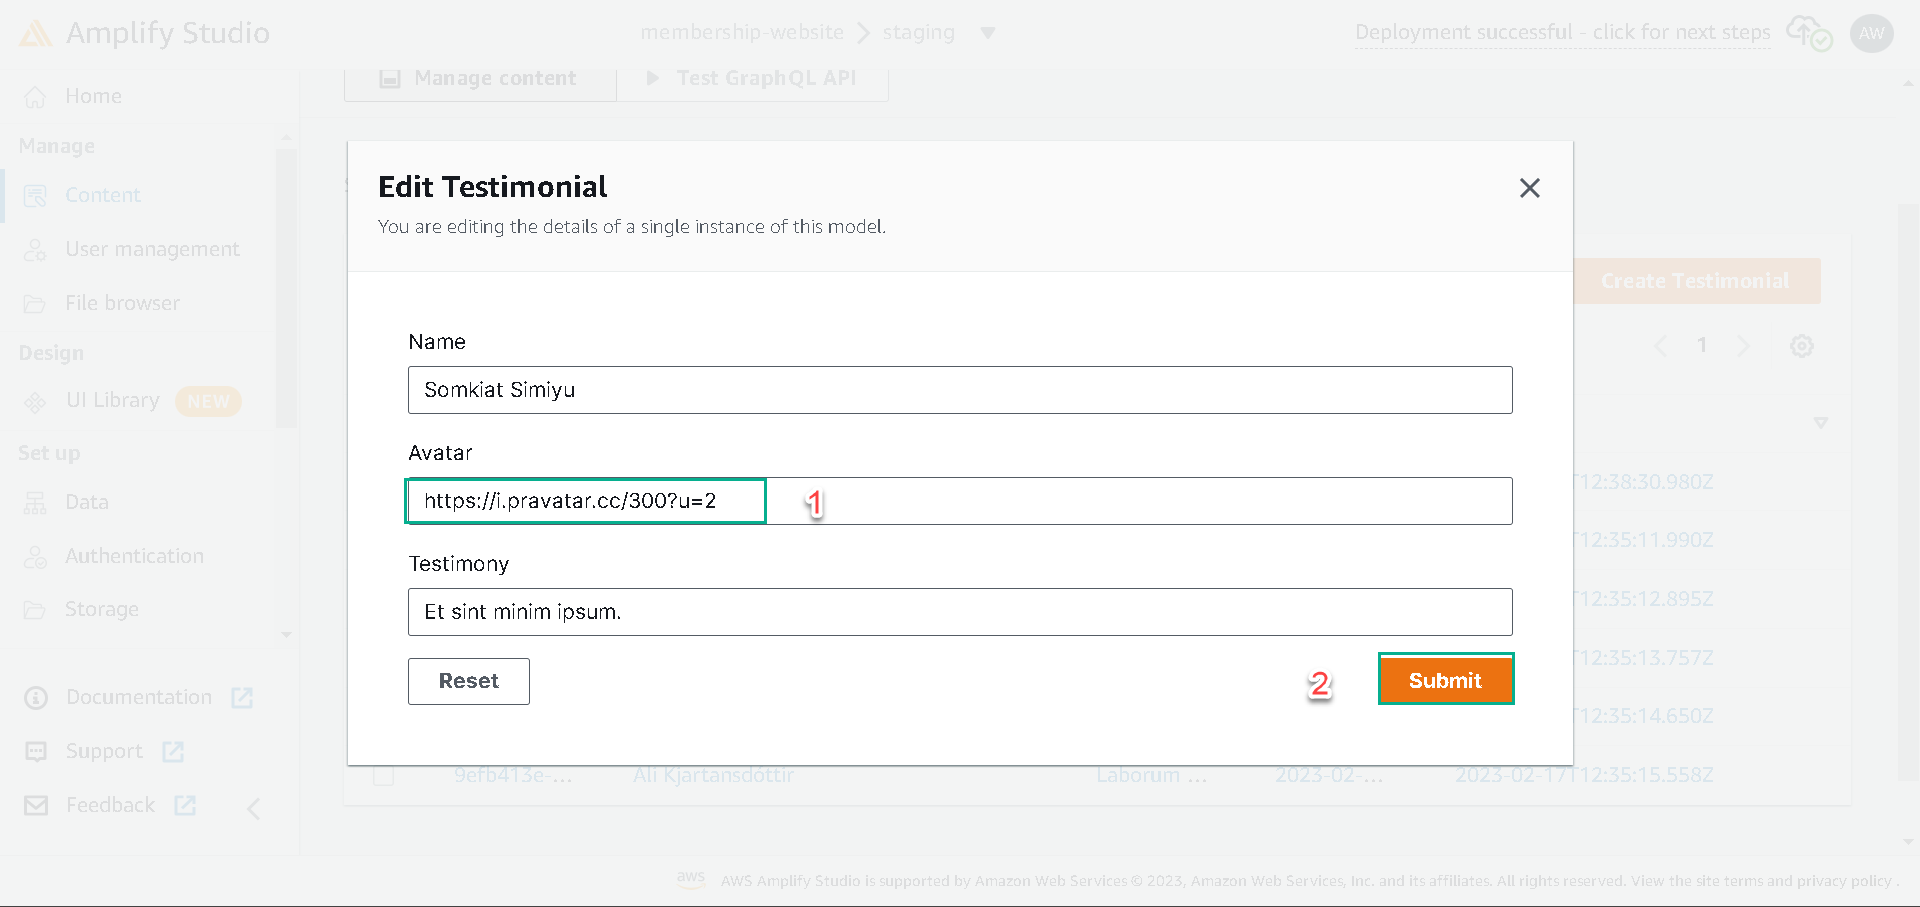 Amplify Studio
membership-website
staging
Deployment successful - click for next steps
AW
Home
Manage
Content
User management
File browser
Design
UI Library NEW
Set up
Data
Authentication
Storage
Documentation
Support
Feedback
Manage content
Test GraphQL API
Edit Testimonial
You are editing the details of a single instance of this model.
Create Testimonial
1
Name
Somkiat Simiyu
Avatar
https://i.pravatar.cc/300?u=2
1
Testimony
Et sint minim ipsum.
Reset
2
Submit
T12:38:30.980Z
T12:35:11.990Z
T12:35:12.895Z
T12:35:13.757Z
T12:35:14.650Z
9efb413e-... Ali Kjartansdóttir Laborum ... 2023-02-... 2023-02-17T12:35:15.558Z
aws AWS Amplify Studio is supported by Amazon Web Services © 2023, Amazon Web Services, Inc. and its affiliates. All rights reserved. View the site terms and privacy policy .